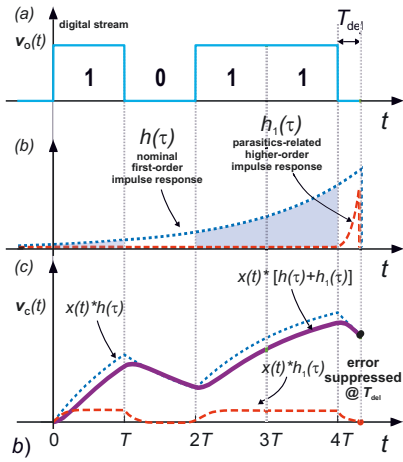 (a)
digital stream
T_del
v_o(t)
1 0 1 1
t
(b)
h(τ)
nominal
first-order
impulse response
h_1(τ)
parasitics-related
higher-order
impulse response
t
(c)
x(t)* [h(τ)+h_1(τ)]
v_c(t)
x(t)*h(τ)
x(t)*h_1(τ)
error
suppressed
@ T_del
b)
0 T 2T 3T 4T t